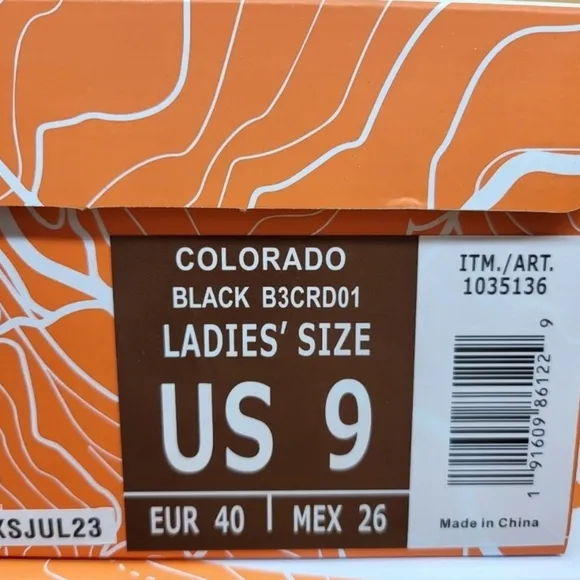 COLORADO
BLACK B3CRD01
LADIES' SIZE
US 9
EUR 40 | MEX 26
ITM./ART.
1035136
1 91609 86122 9
Made in China
KSJUL23